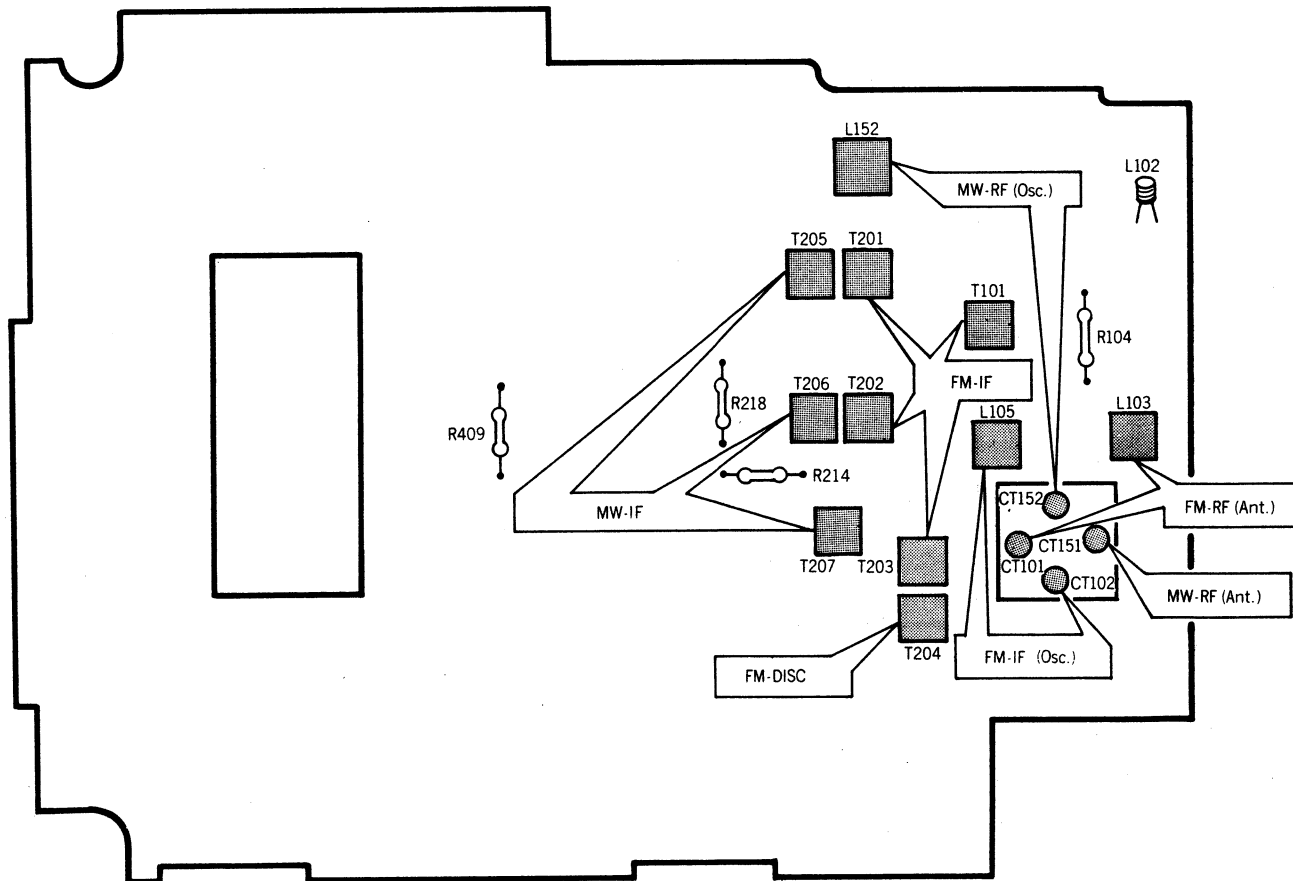 L152
L102
MW-RF (Osc.)
T205
T201
T101
R104
T206
T202
FM-IF
R218
R409
L105
L103
R214
CT152
MW-IF
FM-RF (Ant.)
CT151
T207
T203
CT101
CT102
MW-RF (Ant.)
T204
FM-IF (Osc.)
FM-DISC